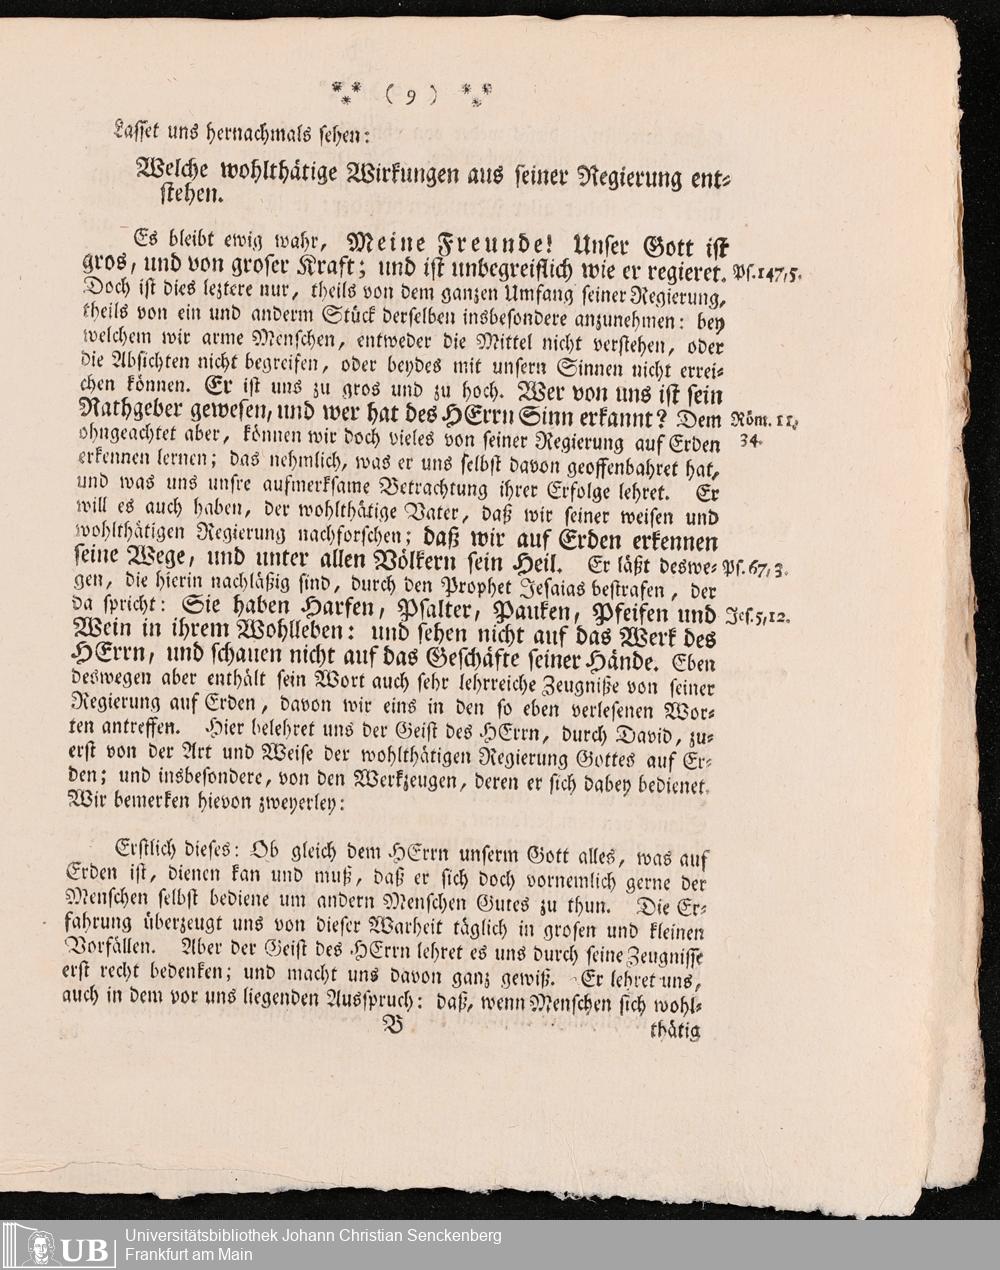 ( 9 )
Lasset uns hernachmals sehen:
Welche wohlthätige Wirkungen aus seiner Regierung ent-
stehen.
Es bleibt ewig wahr, Meine Freunde! Unser Gott ist
gros, und von groser Kraft; und ist unbegreiflich wie er regieret. Ps. 147, 5.
Doch ist dies leztere nur, theils von dem ganzen Umfang seiner Regierung,
theils von ein und anderm Stück derselben insbesondere anzunehmen: bey
welchem wir arme Menschen, entweder die Mittel nicht verstehen, oder
die Absichten nicht begreifen, oder beydes mit unsern Sinnen nicht errei-
chen können. Er ist uns zu gros und zu hoch. Wer von uns ist sein
Rathgeber gewesen, und wer hat des HErrn Sinn erkannt? Dem Röm. 11,
ohngeachtet aber, können wir doch vieles von seiner Regierung auf Erden 34.
erkennen lernen; das nehmlich, was er uns selbst davon geoffenbahret hat,
und was uns unsre aufmerksame Betrachtung ihrer Erfolge lehret. Er
will es auch haben, der wohlthätige Vater, daß wir seiner weisen und
wohlthätigen Regierung nachforschen; daß wir auf Erden erkennen
seine Wege, und unter allen Völkern sein Heil. Er läßt deswe- Ps. 67, 3.
gen, die hierin nachläßig sind, durch den Prophet Jesaias bestrafen, der
da spricht: Sie haben Harfen, Psalter, Pauken, Pfeifen und Jes. 5, 12.
Wein in ihrem Wohlleben: und sehen nicht auf das Werk des
HErrn, und schauen nicht auf das Geschäfte seiner Hände. Eben
deswegen aber enthält sein Wort auch sehr lehrreiche Zeugniße von seiner
Regierung auf Erden, davon wir eins in den so eben verlesenen Wor-
ten antreffen. Hier belehret uns der Geist des HErrn, durch David, zu-
erst von der Art und Weise der wohlthätigen Regierung Gottes auf Er-
den; und insbesondere, von den Werkzeugen, deren er sich dabey bedienet.
Wir bemerken hievon zweyerley:
Erstlich dieses: Ob gleich dem HErrn unserm Gott alles, was auf
Erden ist, dienen kan und muß, daß er sich doch vornemlich gerne der
Menschen selbst bediene um andern Menschen Gutes zu thun. Die Er-
fahrung überzeugt uns von dieser Warheit täglich in grosen und kleinen
Vorfällen. Aber der Geist des HErrn lehret es uns durch seine Zeugnisse
erst recht bedenken; und macht uns davon ganz gewiß. Er lehret uns,
auch in dem vor uns liegenden Ausspruch: daß, wenn Menschen sich wohl-
B thätig
UB Universitätsbibliothek Johann Christian Senckenberg
Frankfurt am Main